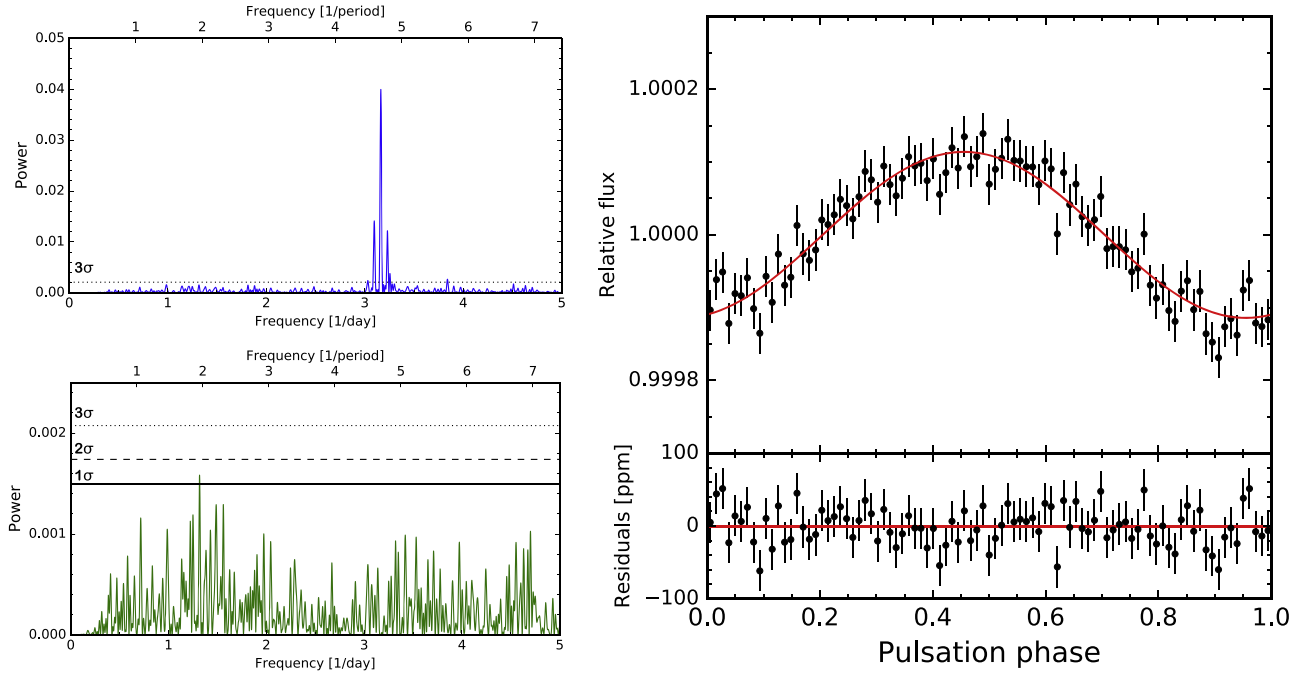 Frequency [1/period]
1 2 3 4 5 6 7
0.05
0.04
0.03
0.02
0.01
0.00
Power
3σ
0 1 2 3 4 5
Frequency [1/day]
Frequency [1/period]
1 2 3 4 5 6 7
0.002
0.001
0.000
Power
3σ
2σ
1σ
0 1 2 3 4 5
Frequency [1/day]
1.0002
1.0000
0.9998
Relative flux
100
0
−100
Residuals [ppm]
0.0 0.2 0.4 0.6 0.8 1.0
Pulsation phase